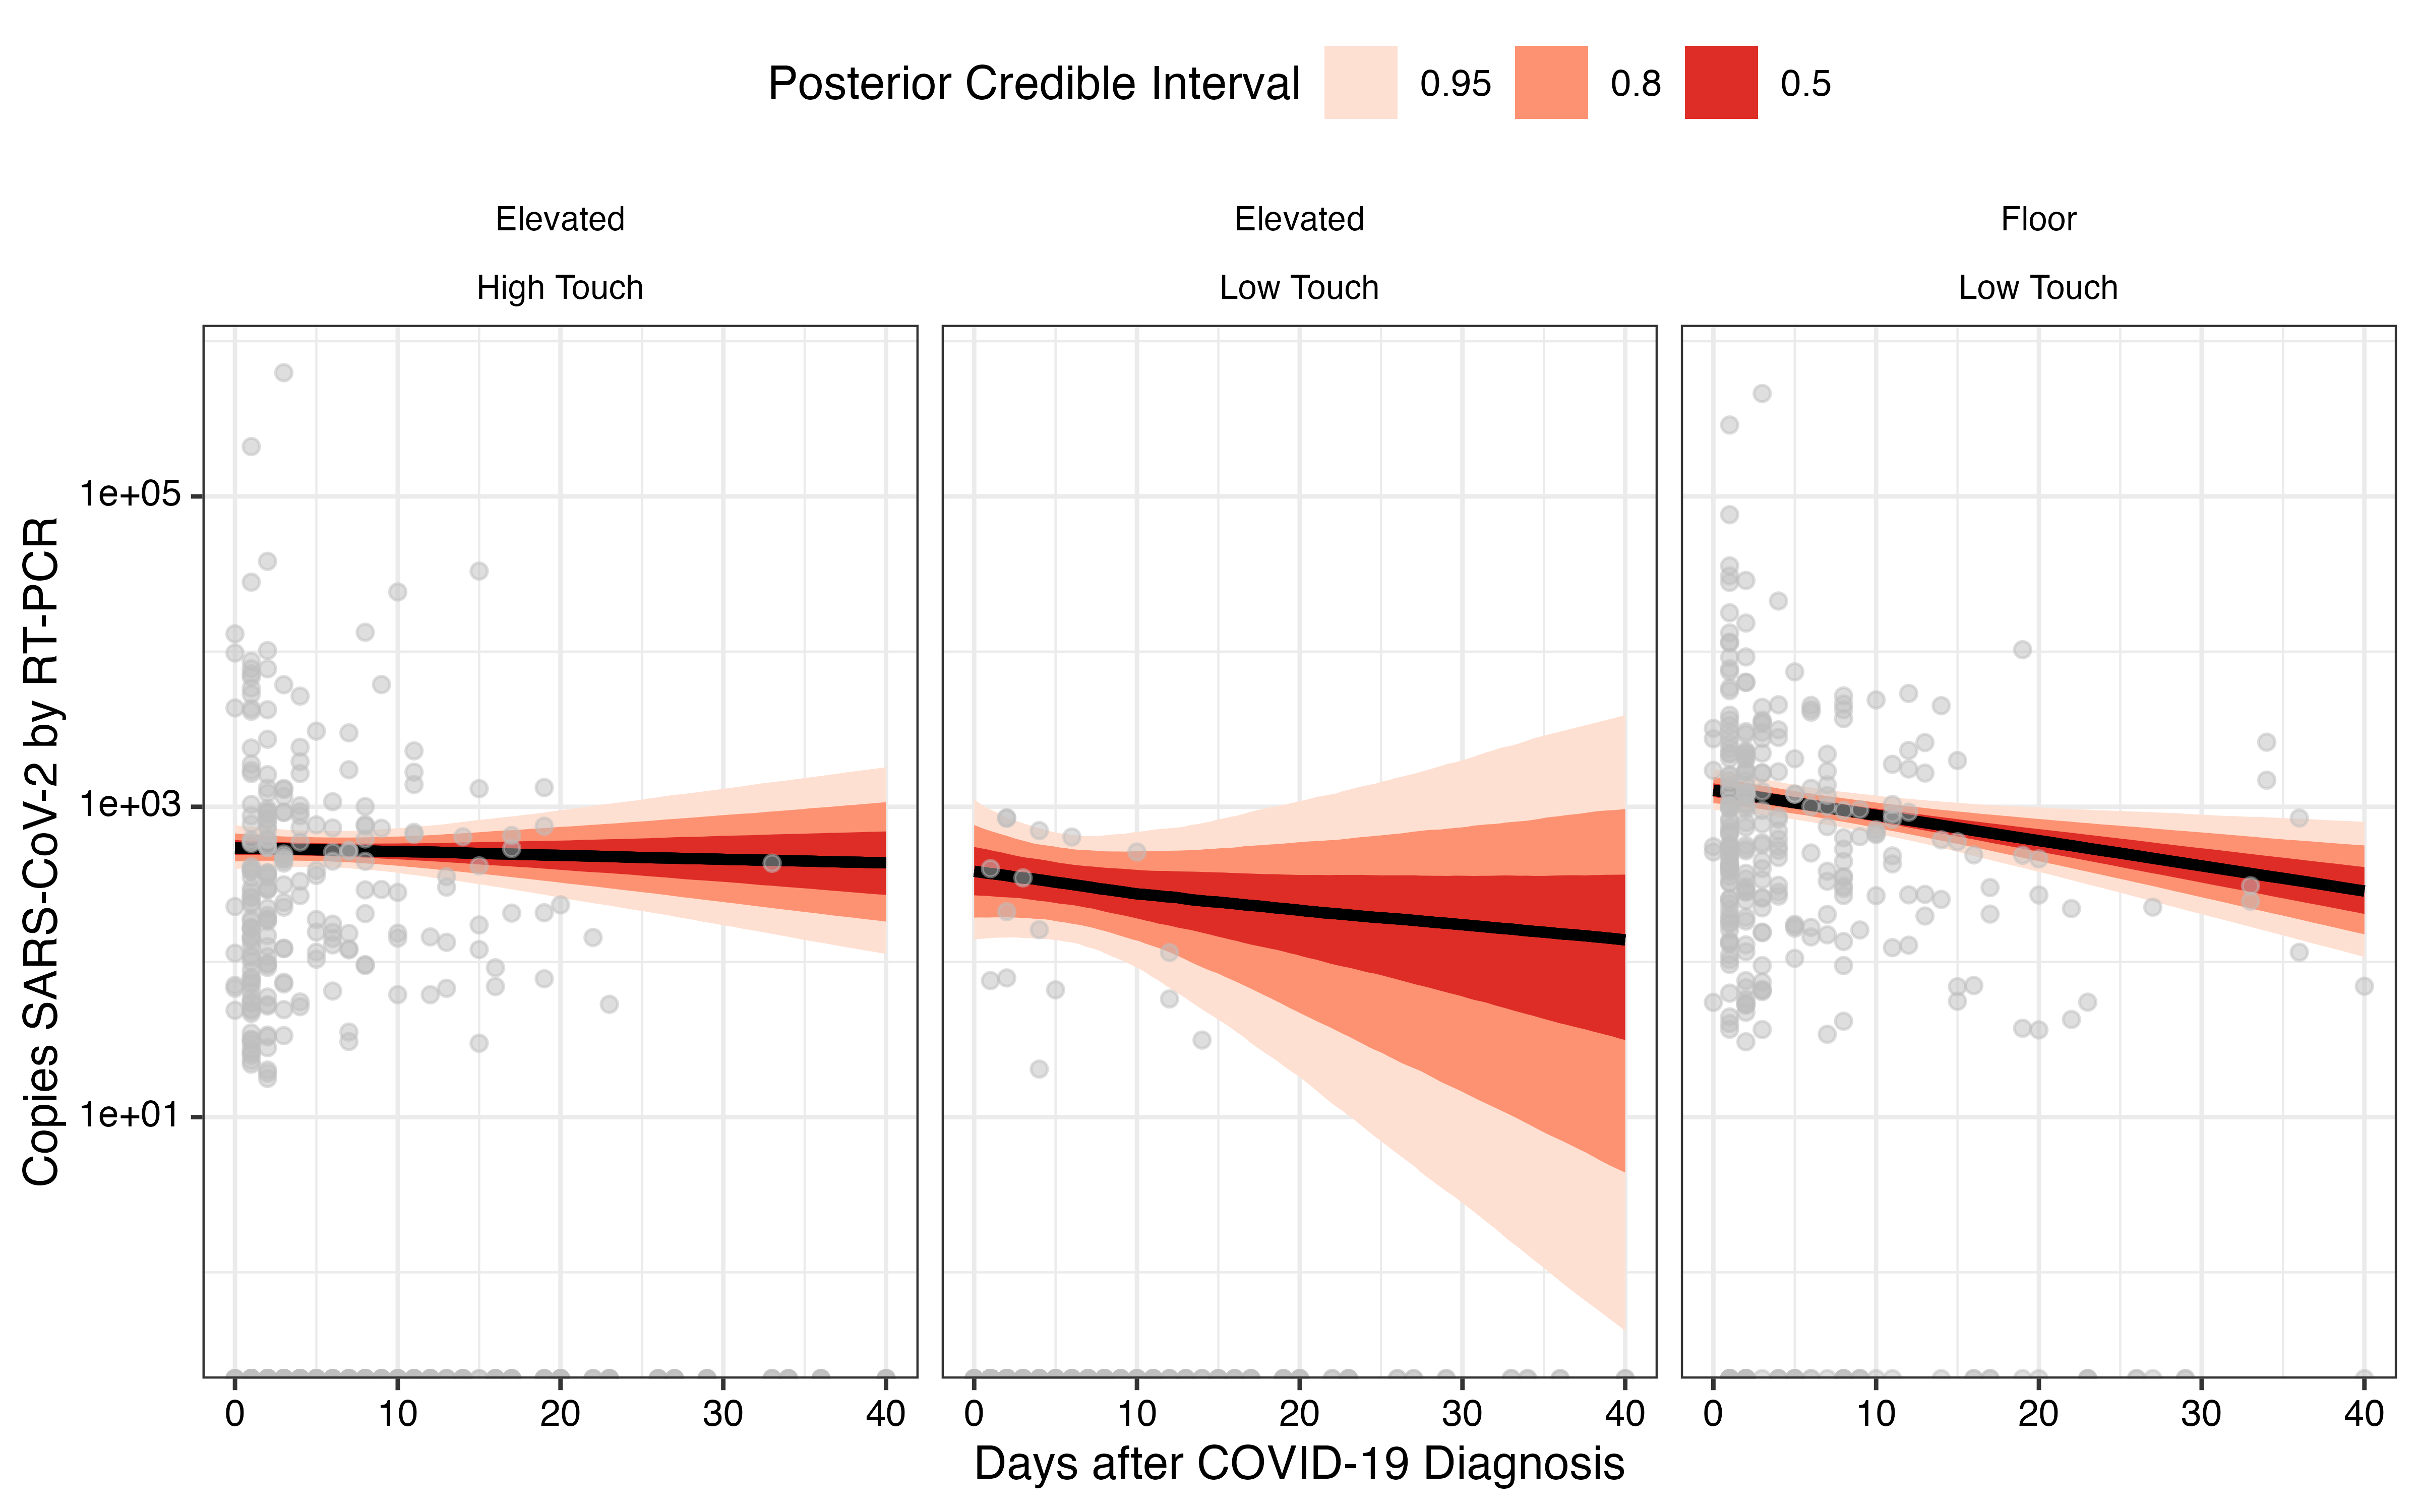 Posterior Credible Interval 0.95 0.8 0.5
Elevated Elevated Floor
High Touch Low Touch Low Touch
Copies SARS-CoV-2 by RT-PCR
1e+05
1e+03
1e+01
0 10 20 30 40 0 10 20 30 40 0 10 20 30 40
Days after COVID-19 Diagnosis